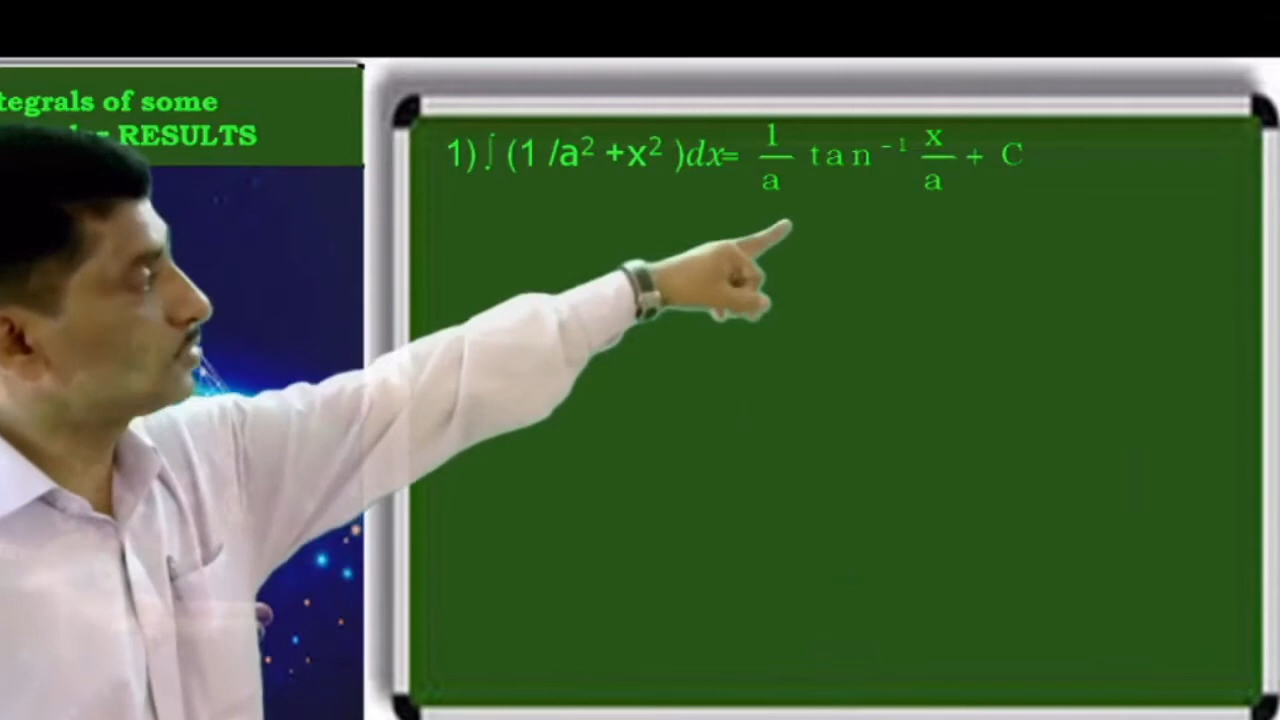 tegrals of some
RESULTS
1) ∫ (1 /a² +x² )dx= 1/a tan⁻¹ x/a + C